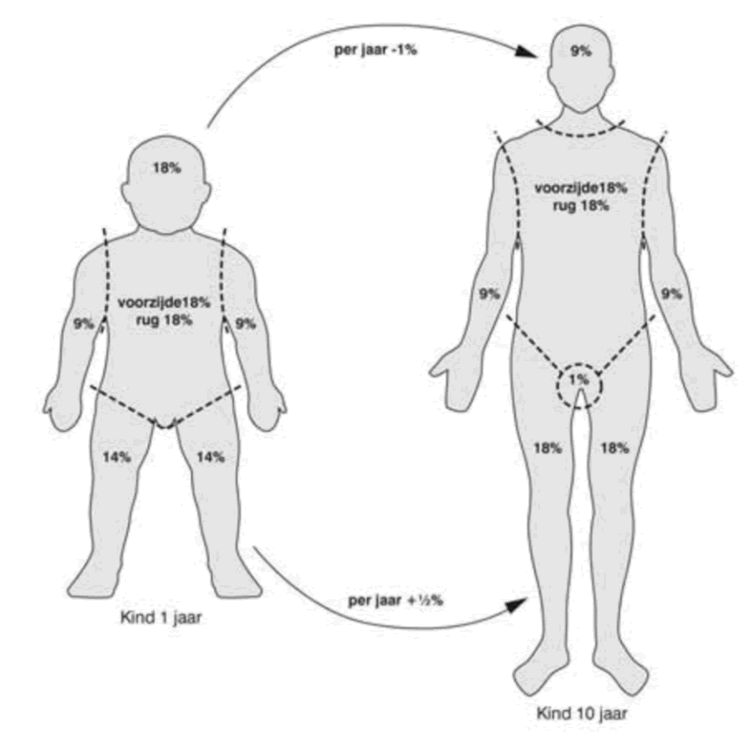 per jaar -1%
9%
18%
voorzijde18%
rug 18%
voorzijde18%
rug 18%
9%
9%
9%
9%
1%
14%
14%
18%
18%
per jaar +½%
Kind 1 jaar
Kind 10 jaar